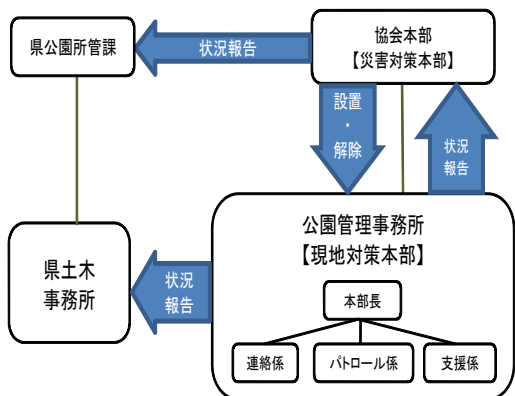 県公園所管課
状況報告
協会本部
【災害対策本部】
設置
・
解除
状況
報告
公園管理事務所
【現地対策本部】
県土木
事務所
状況
報告
本部長
連絡係
パトロール係
支援係